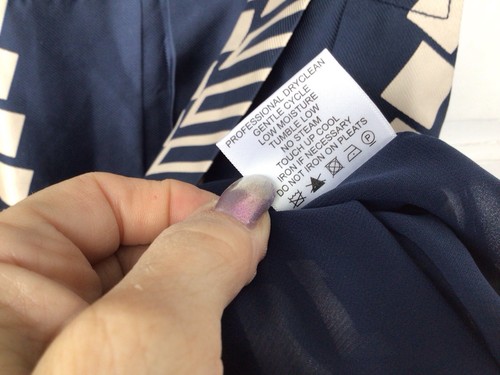 PROFESSIONAL DRYCLEAN
GENTLE CYCLE
LOW MOISTURE
TUMBLE LOW
NO STEAM
TOUCH UP COOL
IRON IF NECESSARY
DO NOT IRON ON PLEATS
P